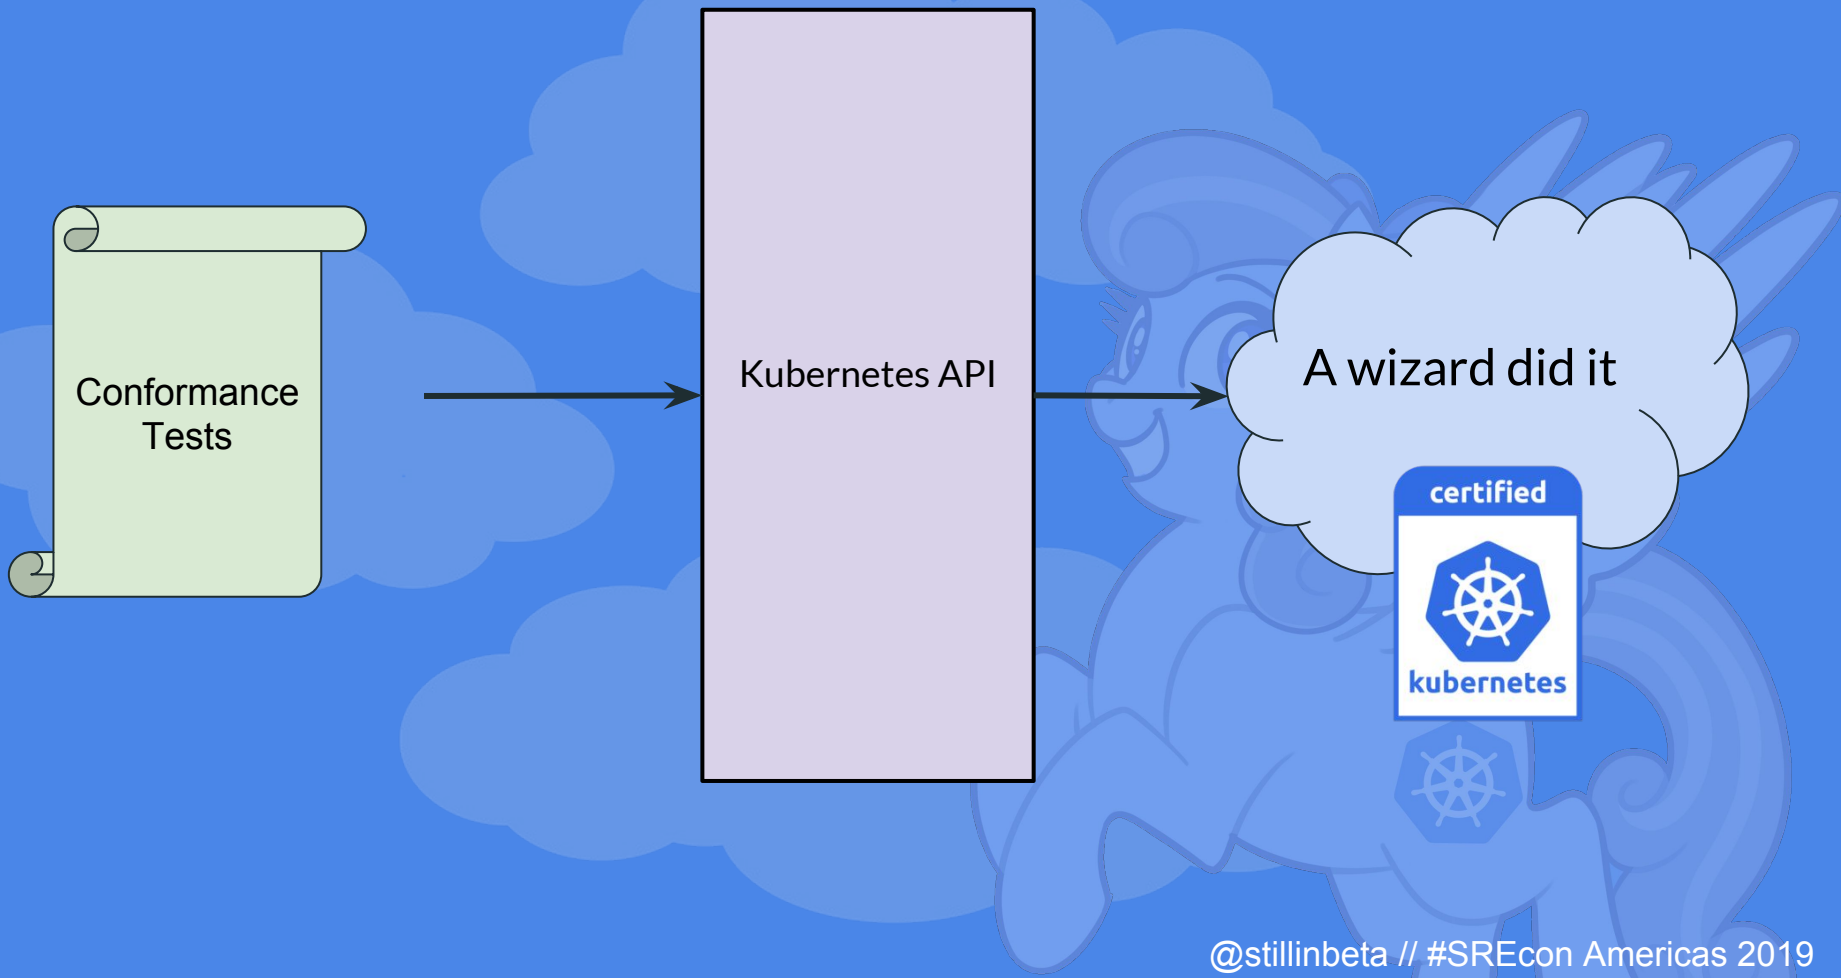 Conformance
Tests
Kubernetes API
A wizard did it
certified
kubernetes
@stillinbeta // #SREcon Americas 2019